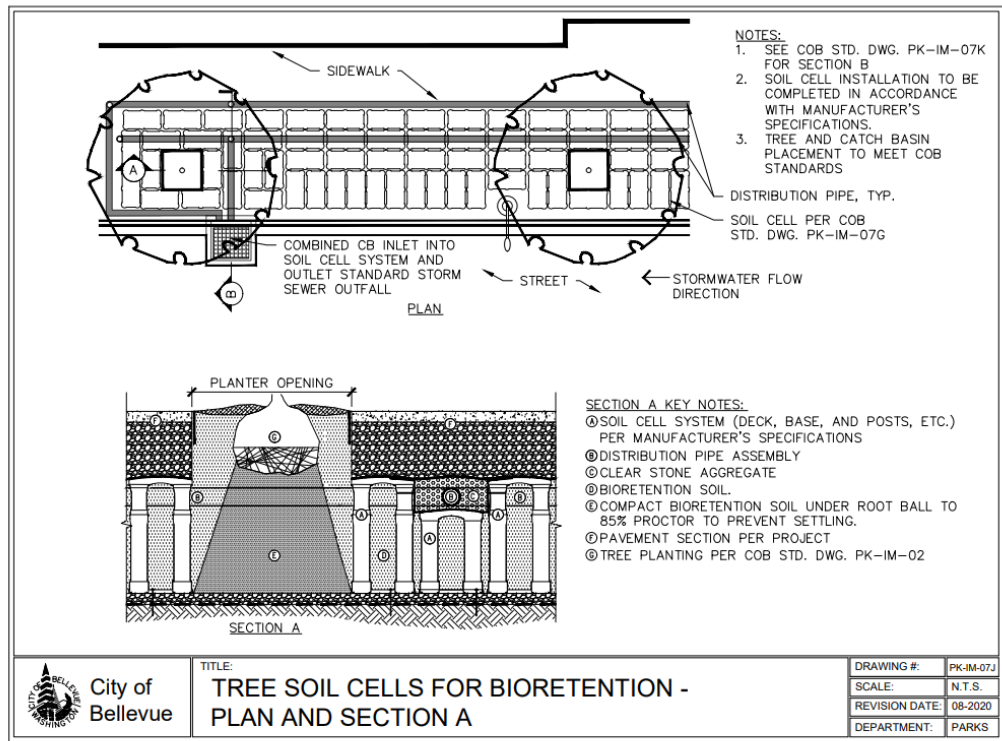 SIDEWALK
A
COMBINED CB INLET INTO
SOIL CELL SYSTEM AND
OUTLET STANDARD STORM
SEWER OUTFALL
B
STREET
STORMWATER FLOW
DIRECTION
PLAN
NOTES:
1. SEE COB STD. DWG. PK-IM-07K
FOR SECTION B
2. SOIL CELL INSTALLATION TO BE
COMPLETED IN ACCORDANCE
WITH MANUFACTURER'S
SPECIFICATIONS.
3. TREE AND CATCH BASIN
PLACEMENT TO MEET COB
STANDARDS
DISTRIBUTION PIPE, TYP.
SOIL CELL PER COB
STD. DWG. PK-IM-07G
PLANTER OPENING
F
F
G
B
B
C
B
A
A
A
E
D
SECTION A
SECTION A KEY NOTES:
A SOIL CELL SYSTEM (DECK, BASE, AND POSTS, ETC.)
PER MANUFACTURER'S SPECIFICATIONS
B DISTRIBUTION PIPE ASSEMBLY
C CLEAR STONE AGGREGATE
D BIORETENTION SOIL.
E COMPACT BIORETENTION SOIL UNDER ROOT BALL TO
85% PROCTOR TO PREVENT SETTLING.
F PAVEMENT SECTION PER PROJECT
G TREE PLANTING PER COB STD. DWG. PK-IM-02
CITY OF BELLEVUE
WASHINGTON
City of
Bellevue
TITLE:
TREE SOIL CELLS FOR BIORETENTION -
PLAN AND SECTION A
DRAWING #: PK-IM-07J
SCALE: N.T.S.
REVISION DATE: 08-2020
DEPARTMENT: PARKS